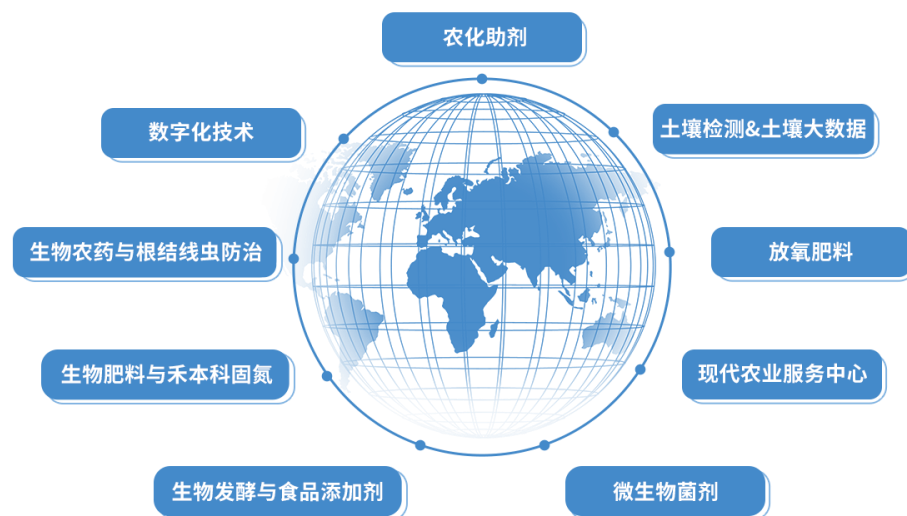 农化助剂
数字化技术
土壤检测&土壤大数据
生物农药与根结线虫防治
放氧肥料
生物肥料与禾本科固氮
现代农业服务中心
生物发酵与食品添加剂
微生物菌剂